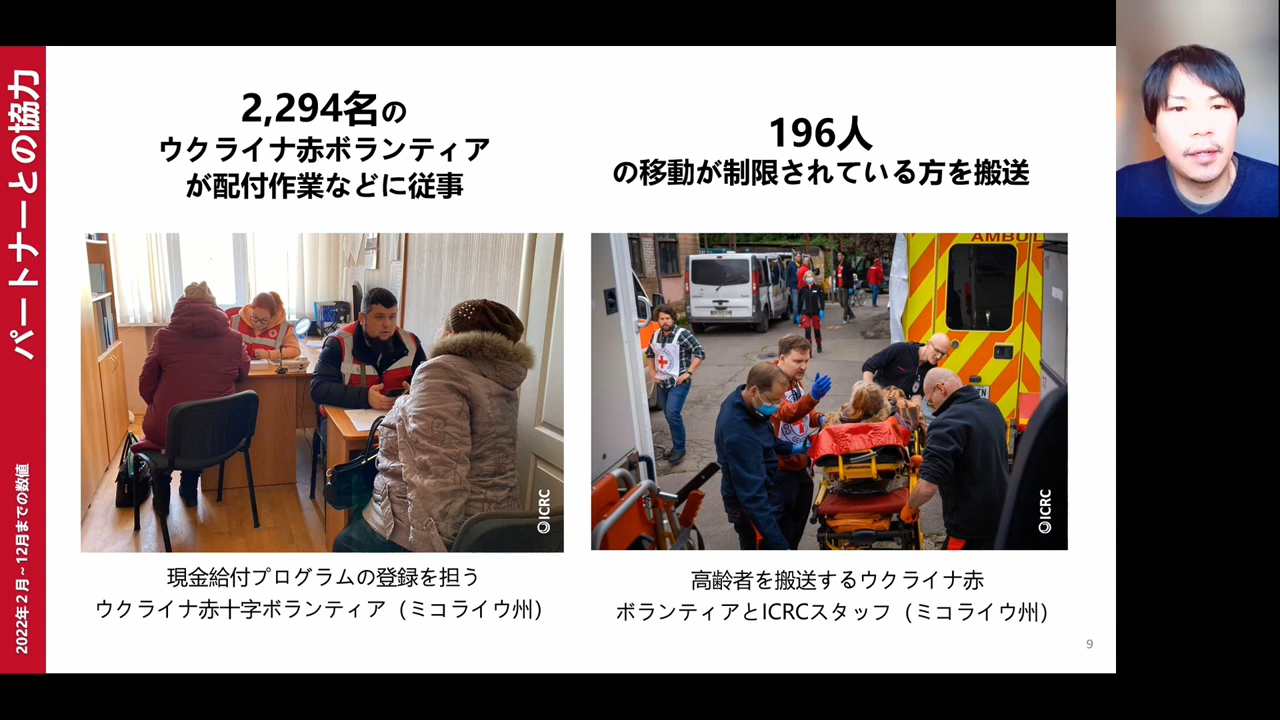 パートナーとの協力
2022年2月~12月までの数値
2,294名の
ウクライナ赤ボランティア
が配付作業などに従事
196人
の移動が制限されている方を搬送
AMBUL
©ICRC
©ICRC
現金給付プログラムの登録を担う
ウクライナ赤十字ボランティア（ミコライウ州）
高齢者を搬送するウクライナ赤
ボランティアとICRCスタッフ（ミコライウ州）
9